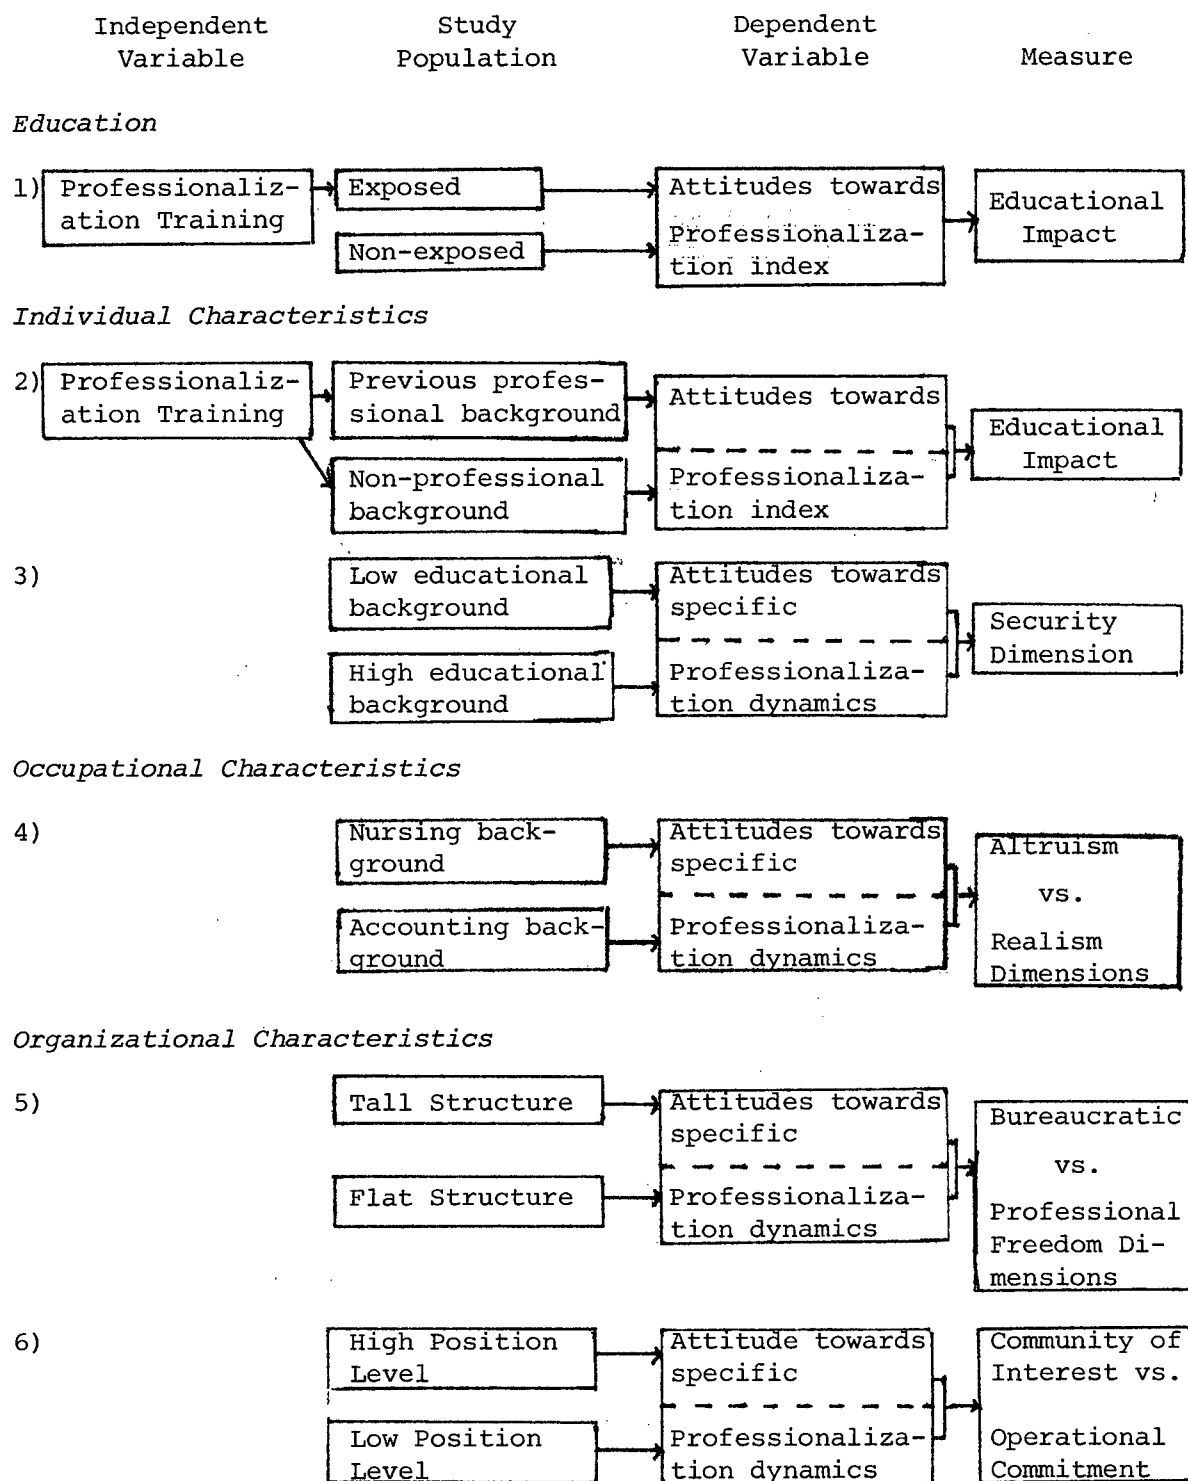 Independent Variable
Study Population
Dependent Variable
Measure
Education
1)
Professionaliz-
ation Training
Exposed
Non-exposed
Attitudes towards
Professionaliza-
tion index
Educational
Impact
Individual Characteristics
2)
Professionaliz-
ation Training
Previous profes-
sional background
Non-professional
background
Attitudes towards
Professionaliza-
tion index
Educational
Impact
3)
Low educational
background
High educational
background
Attitudes towards
specific
Professionaliza-
tion dynamics
Security
Dimension
Occupational Characteristics
4)
Nursing back-
ground
Accounting back-
ground
Attitudes towards
specific
Professionaliza-
tion dynamics
Altruism
vs.
Realism
Dimensions
Organizational Characteristics
5)
Tall Structure
Flat Structure
Attitudes towards
specific
Professionaliza-
tion dynamics
Bureaucratic
vs.
Professional
Freedom Di-
mensions
6)
High Position
Level
Low Position
Level
Attitude towards
specific
Professionaliza-
tion dynamics
Community of
Interest vs.
Operational
Commitment